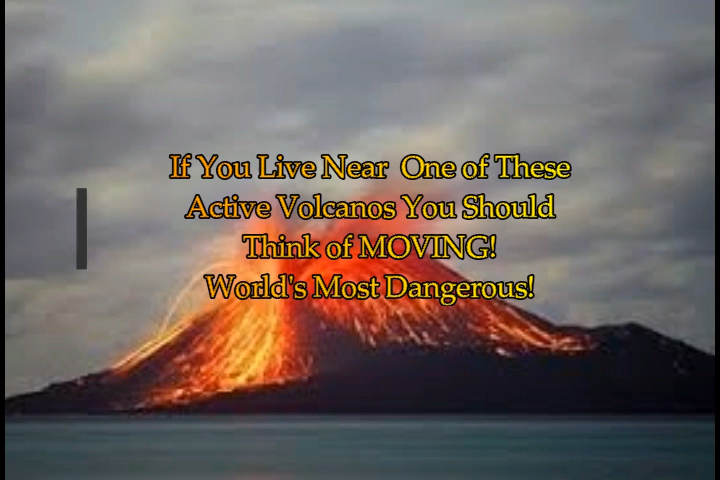 If You Live Near  One of These
Active Volcanos You Should
Think of MOVING!
World's Most Dangerous!